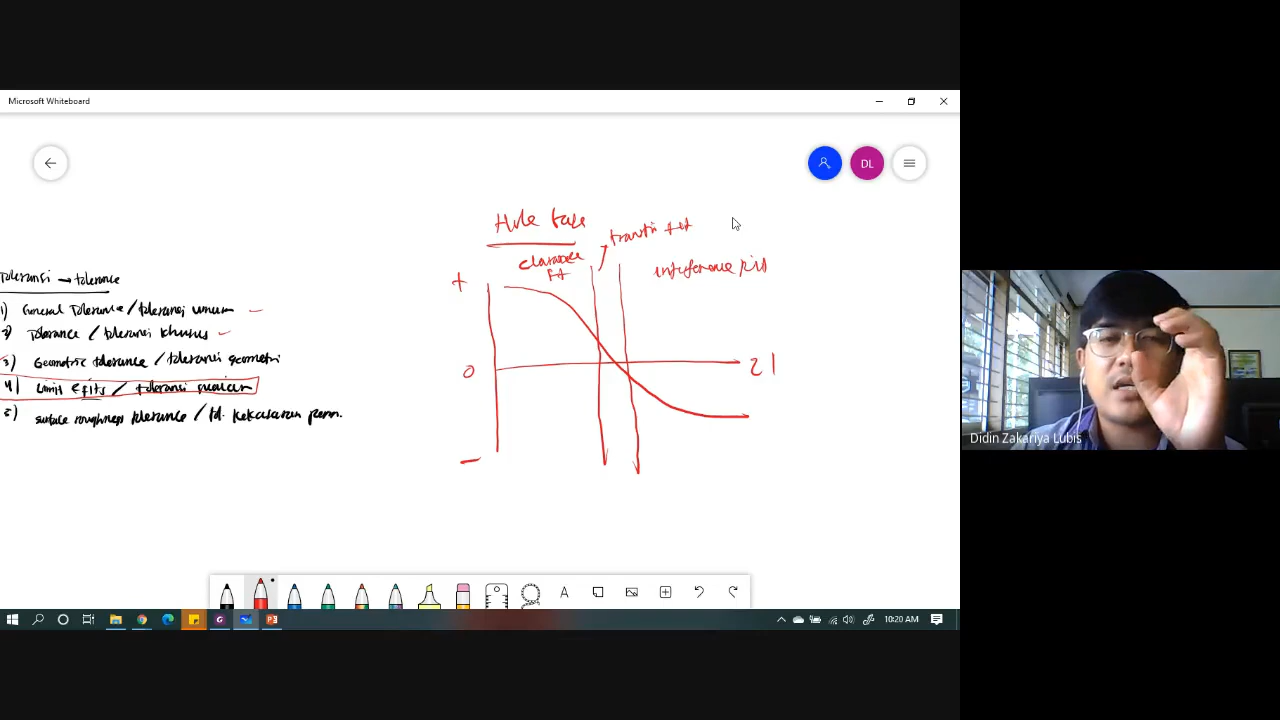 Microsoft Whiteboard
DL
Hole base
transiti fit
clearance
fit
interference fit
+
0
21
-
Toleransi → tolerance
1) General Tolerance / toleransi umum
2) Tolerance / toleransi khusus
3) Geometric tolerance / toleransi geometri
4) Limit & fits / toleransi suaian
5) surface roughness tolerance / tol. kekasaran perm.
A
10:20 AM
Didin Zakariya Lubis